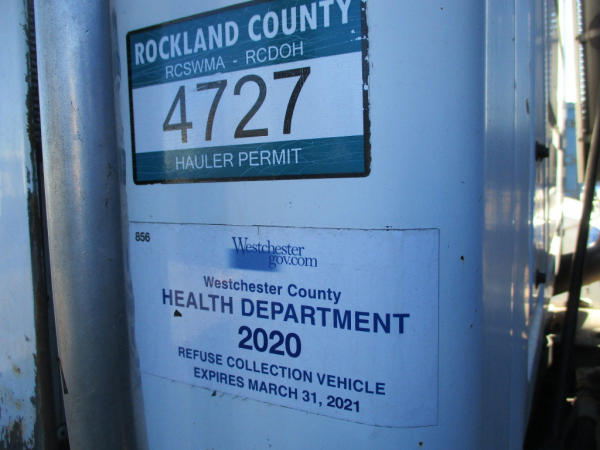 ROCKLAND COUNTY
RCSWMA - RCDOH
4727
HAULER PERMIT
856
Westchester
gov.com
Westchester County
HEALTH DEPARTMENT
2020
REFUSE COLLECTION VEHICLE
EXPIRES MARCH 31, 2021